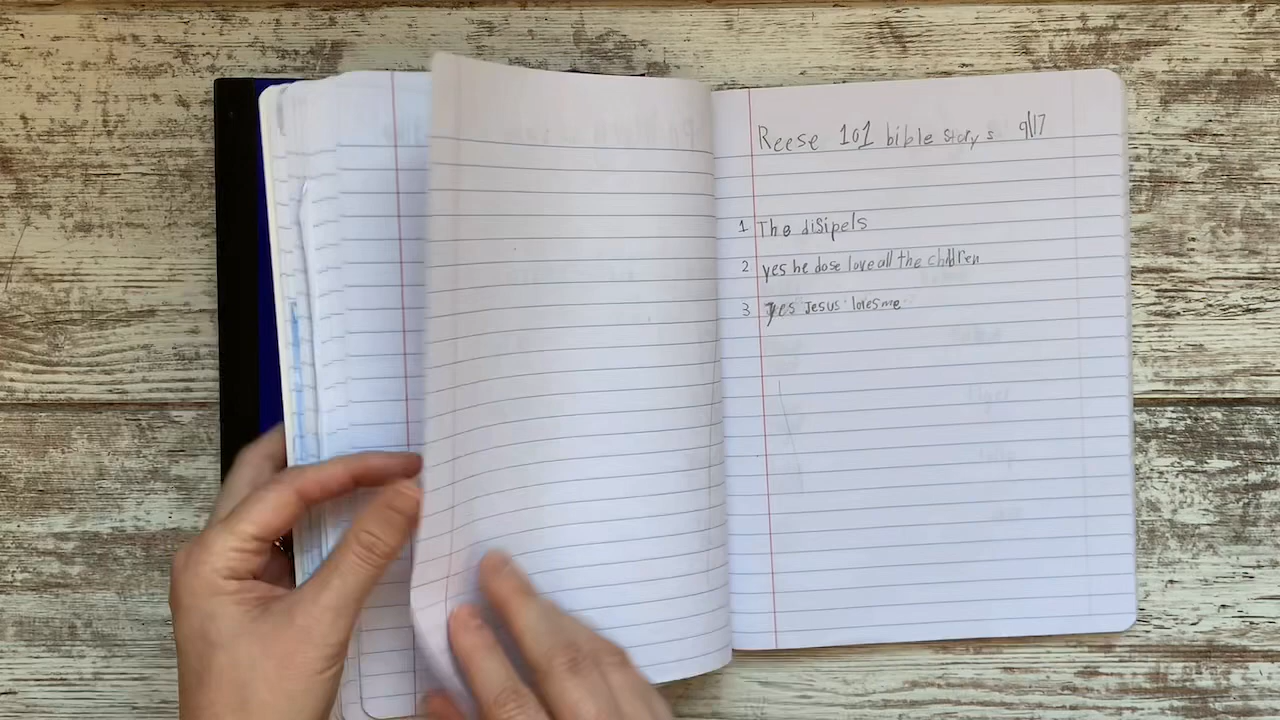 Reese 101 bible story s 9/17
1 The disipels
2 yes he dose love all the children
3 yes Jesus loves me